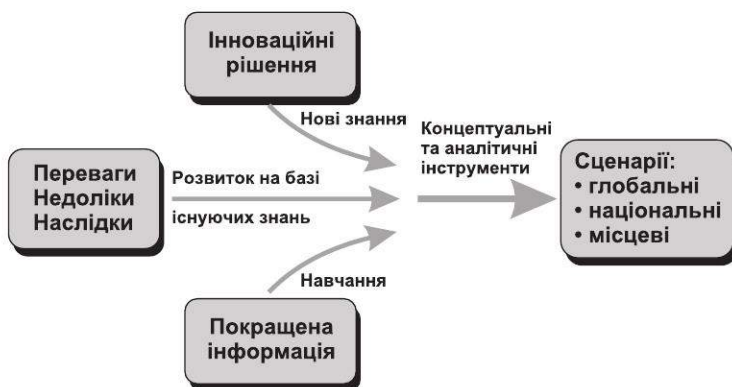 Інноваційні
рішення
Нові знання
Концептуальні
та аналітичні
інструменти
Переваги
Недоліки
Наслідки
Розвиток на базі
існуючих знань
Сценарії:
• глобальні
• національні
• місцеві
Навчання
Покращена
інформація